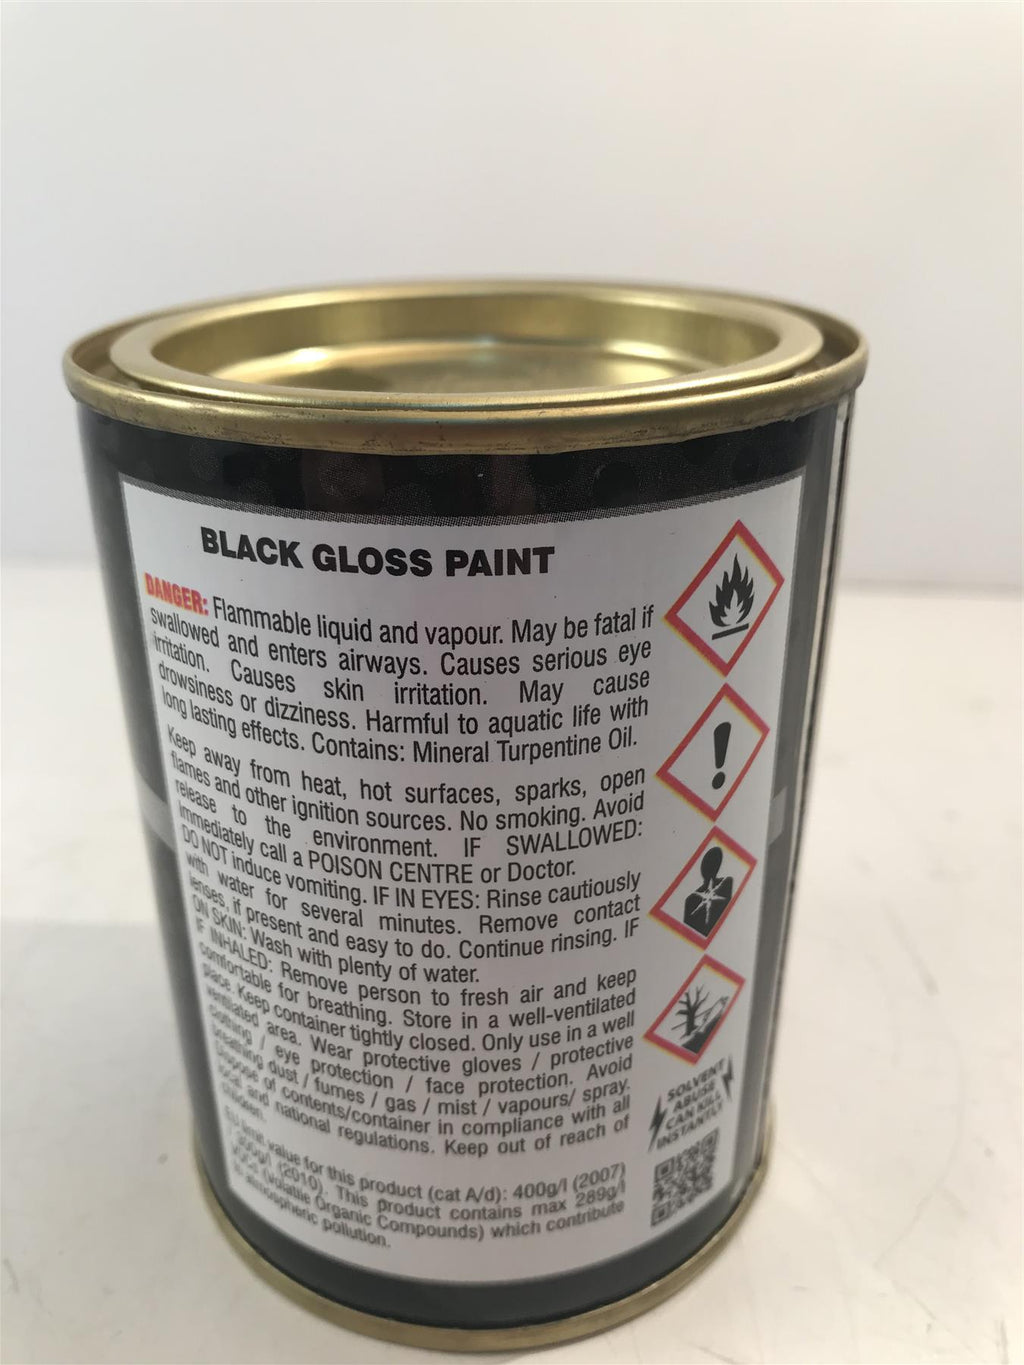 BLACK GLOSS PAINT
DANGER: Flammable liquid and vapour. May be fatal if
swallowed and enters airways. Causes serious eye
irritation. Causes skin irritation. May cause
drowsiness or dizziness. Harmful to aquatic life with
long lasting effects. Contains: Mineral Turpentine Oil.
Keep away from heat, hot surfaces, sparks, open
flames and other ignition sources. No smoking. Avoid
release to the environment. IF SWALLOWED:
Immediately call a POISON CENTRE or Doctor.
DO NOT induce vomiting. IF IN EYES: Rinse cautiously
with water for several minutes. Remove contact
lenses, if present and easy to do. Continue rinsing. IF
ON SKIN: Wash with plenty of water.
IF INHALED: Remove person to fresh air and keep
comfortable for breathing. Store in a well-ventilated
place. Keep container tightly closed. Only use in a well
ventilated area. Wear protective gloves / protective
clothing / eye protection / face protection. Avoid
breathing dust / fumes / gas / mist / vapours/ spray.
Dispose of contents/container in compliance with all
local and national regulations. Keep out of reach of
children.
EU limit value for this product (cat A/d): 400g/l (2007)
(2010). This product contains max 289g/l
VOCs (Volatile Organic Compounds) which contribute
to atmospheric pollution.
SOLVENT
ABUSE
CAN KILL
INSTANTLY